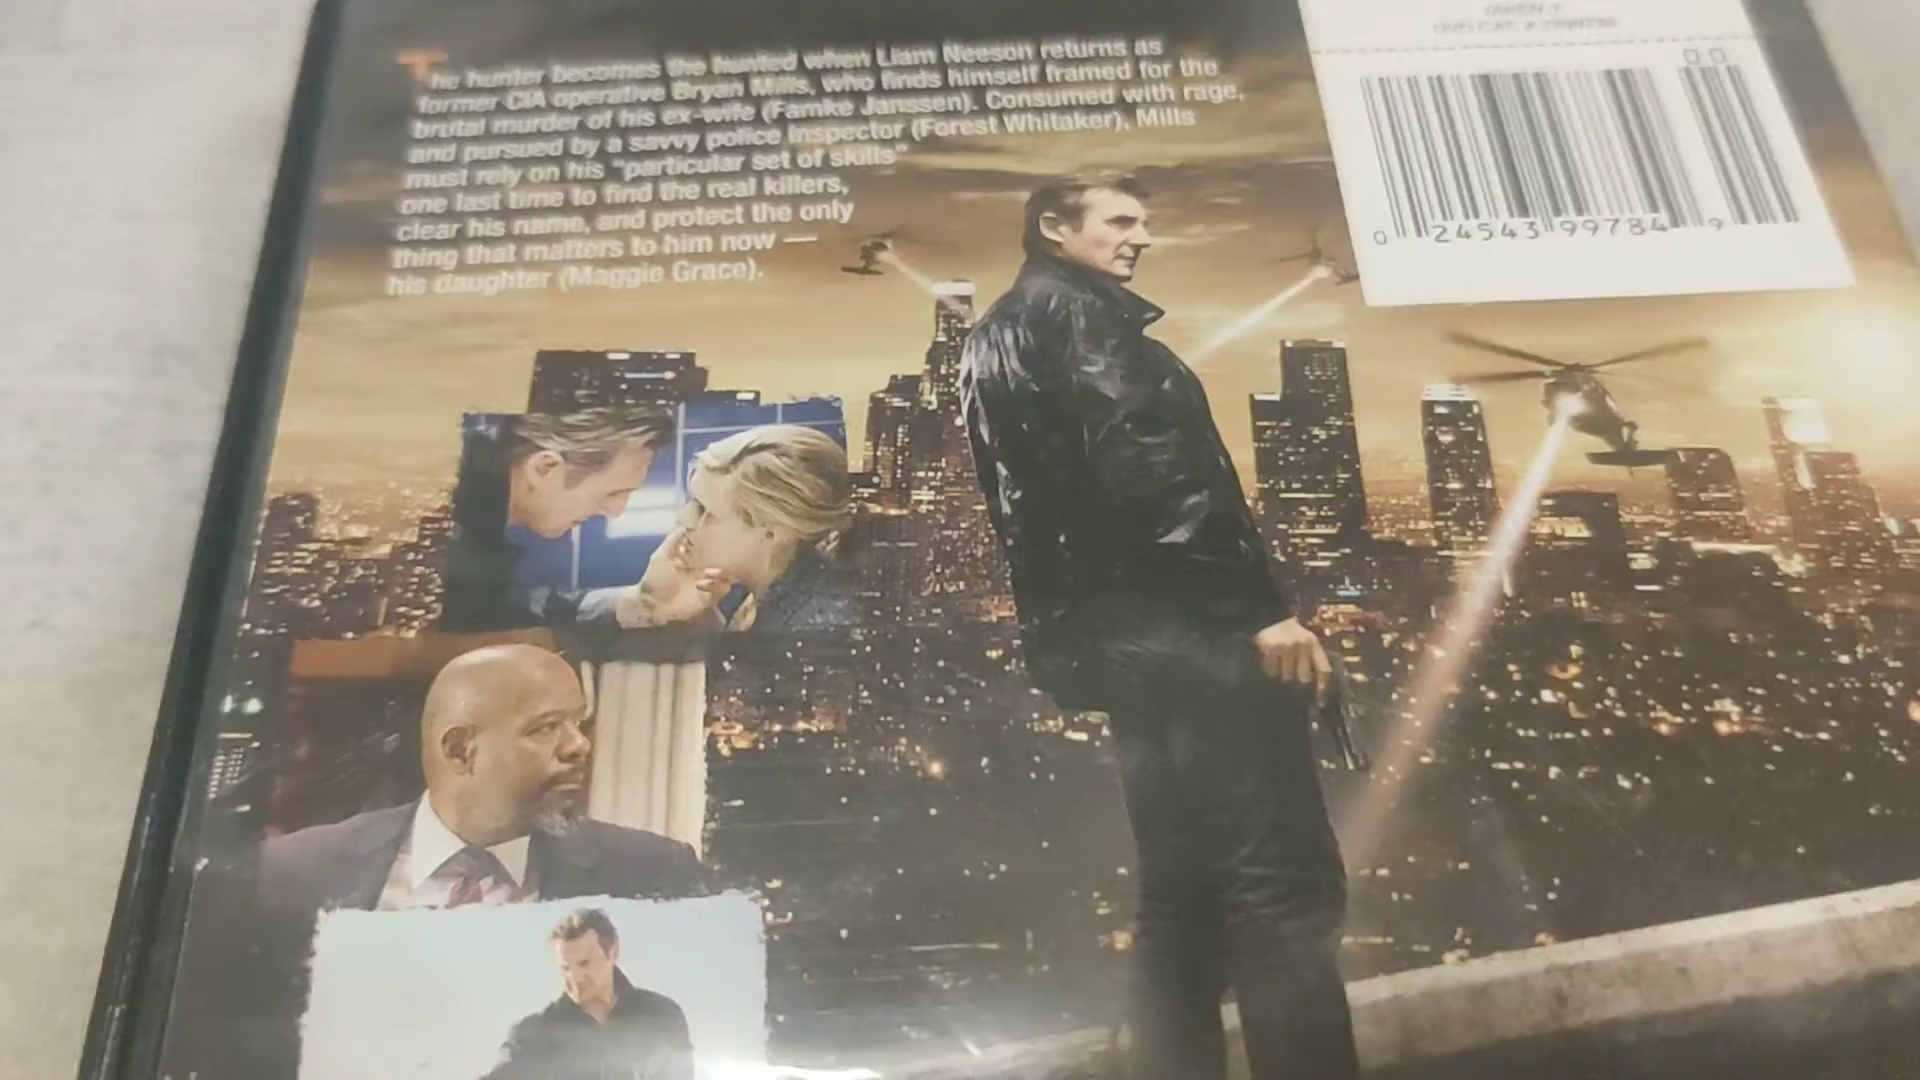 The hunter becomes the hunted when Liam Neeson returns as
former CIA operative Bryan Mills, who finds himself framed for the
brutal murder of his ex-wife (Famke Janssen). Consumed with rage,
and pursued by a savvy police inspector (Forest Whitaker), Mills
must rely on his "particular set of skills"
one last time to find the real killers,
clear his name, and protect the only
thing that matters to him now —
his daughter (Maggie Grace).
00
0 24543 99784 9